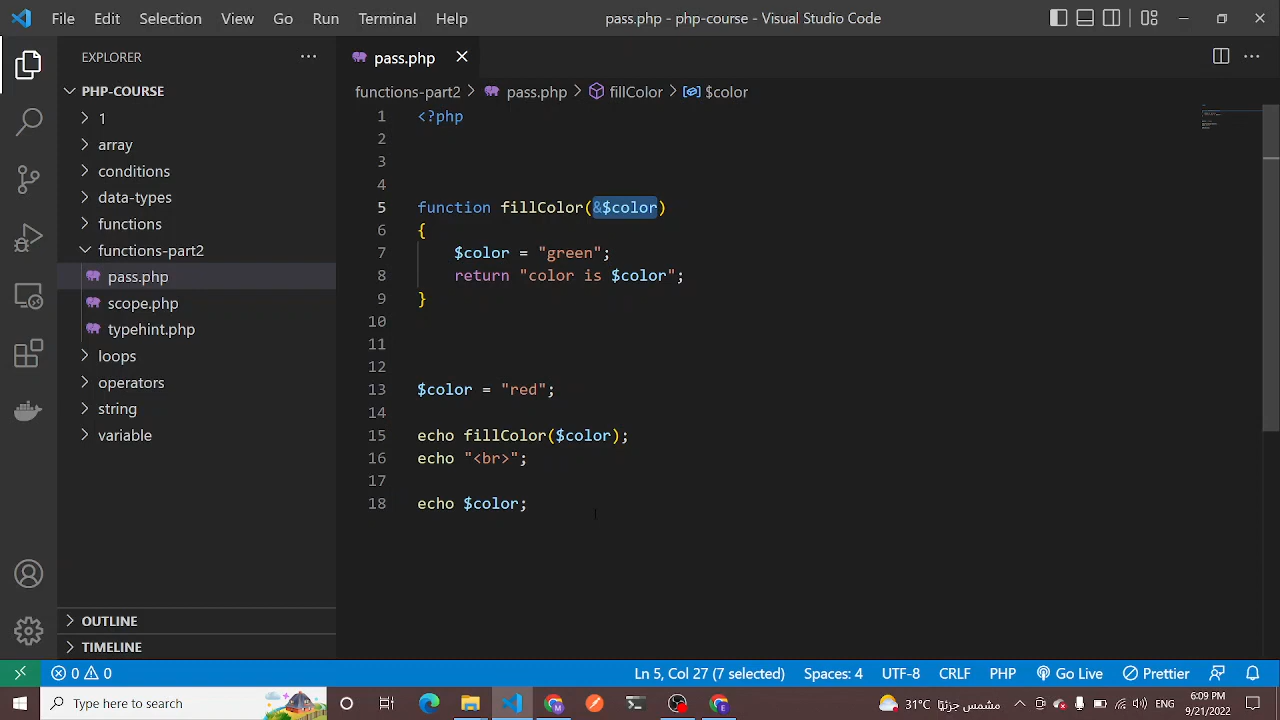 File Edit Selection View Go Run Terminal Help pass.php - php-course - Visual Studio Code
EXPLORER
PHP-COURSE
1
array
conditions
data-types
functions
functions-part2
pass.php
scope.php
typehint.php
loops
operators
string
variable
OUTLINE
TIMELINE
pass.php
functions-part2 > pass.php > fillColor > $color
1 <?php
2
3
4
5 function fillColor(&$color)
6 {
7 $color = "green";
8 return "color is $color";
9 }
10
11
12
13 $color = "red";
14
15 echo fillColor($color);
16 echo "<br>";
17
18 echo $color;
0 0 Ln 5, Col 27 (7 selected) Spaces: 4 UTF-8 CRLF PHP Go Live Prettier
Type here to search 31°C مشمس جزئيا 6:09 PM
9/21/2022